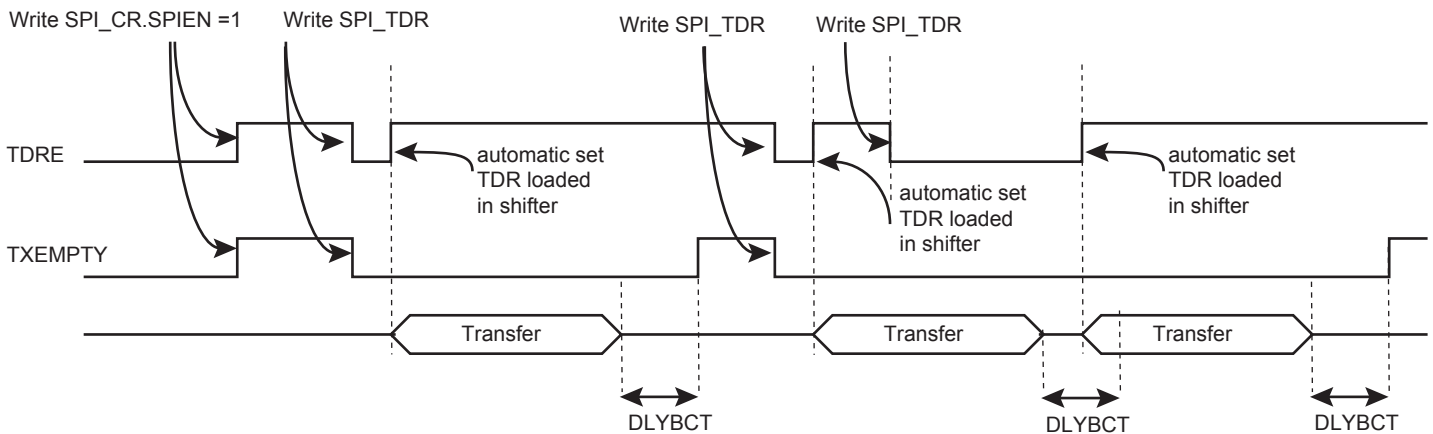 Write SPI_CR.SPIEN =1
Write SPI_TDR
Write SPI_TDR
Write SPI_TDR
TDRE
automatic set
TDR loaded
in shifter
automatic set
TDR loaded
in shifter
automatic set
TDR loaded
in shifter
TXEMPTY
Transfer
Transfer
Transfer
DLYBCT
DLYBCT
DLYBCT